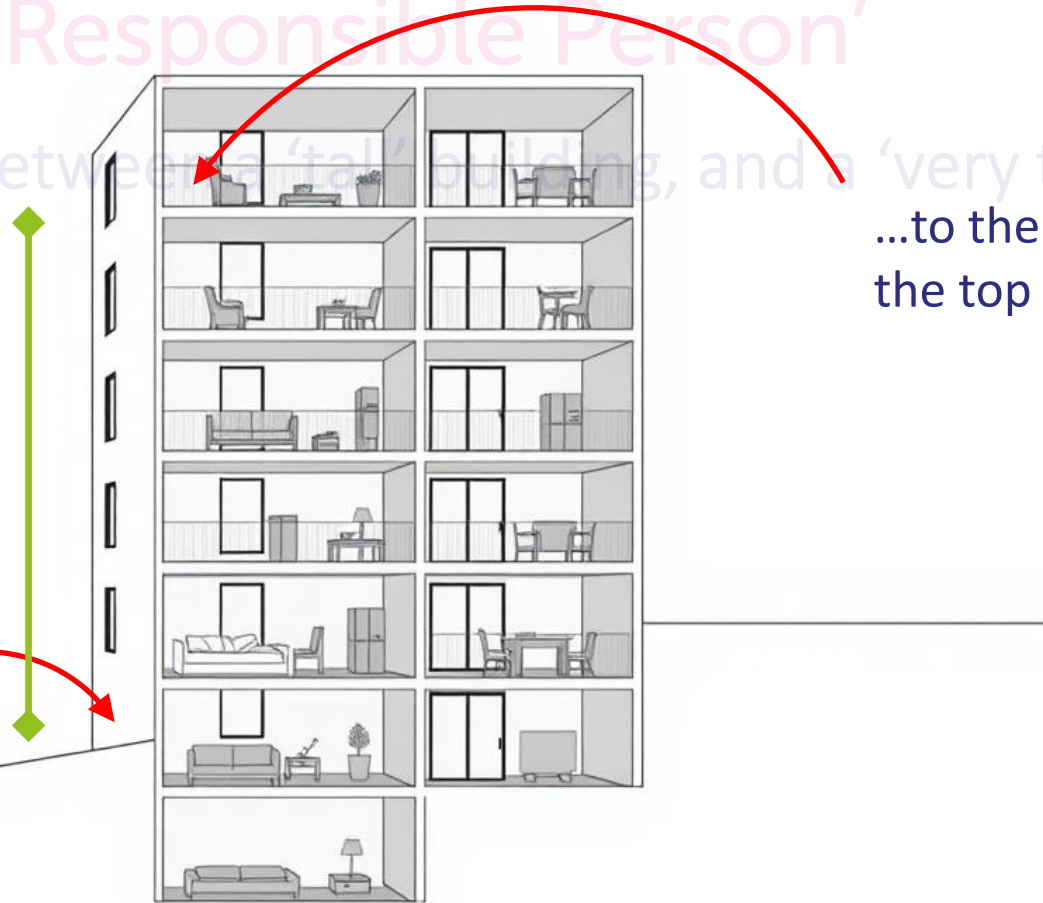 Responsible Person’
etween a ‘tall’ building, and a ‘very t
…to the
the top